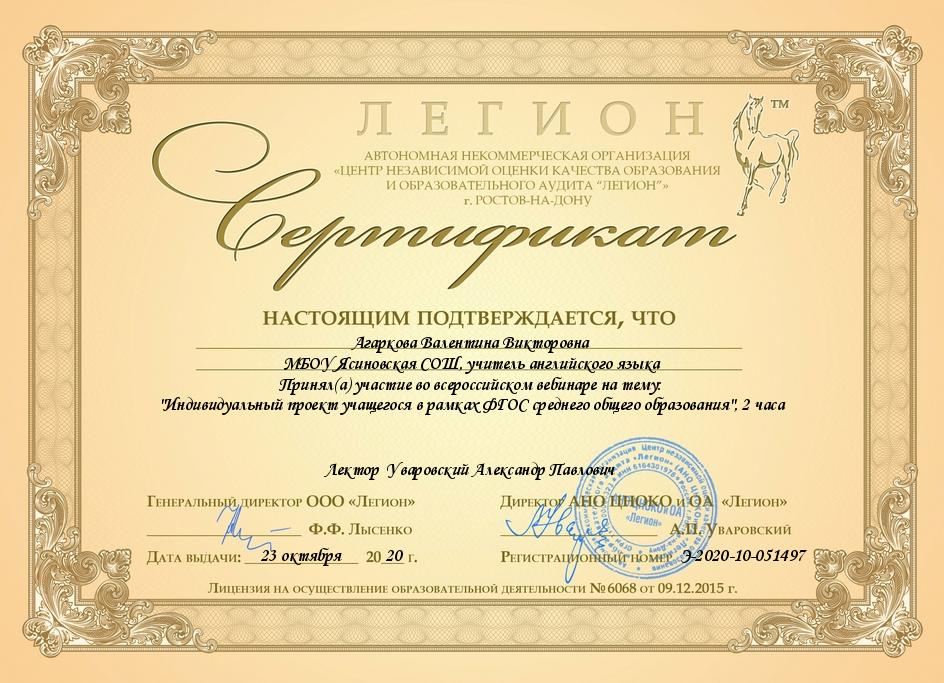 ЛЕГИОН ™
АВТОНОМНАЯ НЕКОММЕРЧЕСКАЯ ОРГАНИЗАЦИЯ
«ЦЕНТР НЕЗАВИСИМОЙ ОЦЕНКИ КАЧЕСТВА ОБРАЗОВАНИЯ
И ОБРАЗОВАТЕЛЬНОГО АУДИТА "ЛЕГИОН"»
г. РОСТОВ-НА-ДОНУ
Сертификат
НАСТОЯЩИМ ПОДТВЕРЖДАЕТСЯ, ЧТО
Агаркова Валентина Викторовна
МБОУ Ясиновская СОШ, учитель английского языка
Принял(а) участие во всероссийском вебинаре на тему:
"Индивидуальный проект учащегося в рамках ФГОС среднего общего образования", 2 часа
Лектор Уваровский Александр Павлович
Генеральный директор ООО «Легион»
Ф.Ф. Лысенко
Дата выдачи: 23 октября 2020 г.
Директор АНО ЦНОКО и ОА «Легион»
А.П. Уваровский
Регистрационный номер Э-2020-10-051497
Лицензия на осуществление образовательной деятельности №6068 от 09.12.2015 г.